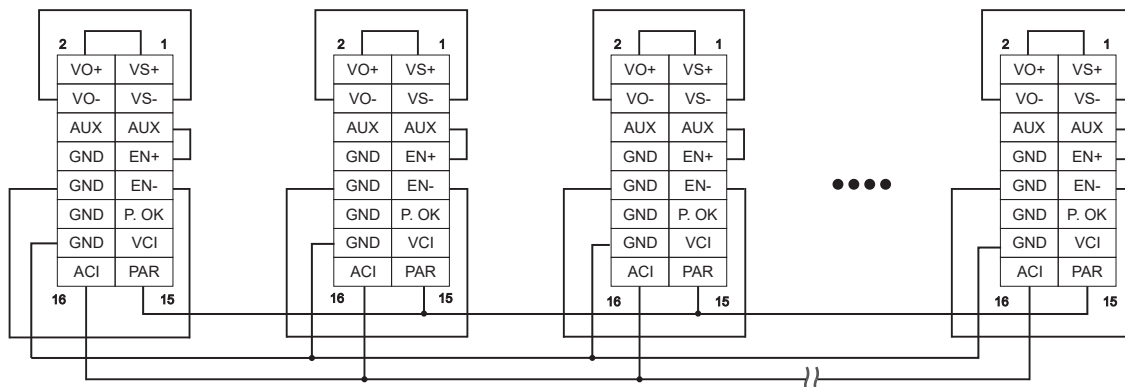 2 1 2 1 2 1 2 1
VO+ VS+ VO+ VS+ VO+ VS+ VO+ VS+
VO- VS- VO- VS- VO- VS- VO- VS-
AUX AUX AUX AUX AUX AUX AUX AUX
GND EN+ GND EN+ GND EN+ GND EN+
GND EN- GND EN- GND EN- GND EN-
GND P. OK GND P. OK GND P. OK GND P. OK
GND VCI GND VCI GND VCI GND VCI
ACI PAR ACI PAR ACI PAR ACI PAR
16 15 16 15 16 15 16 15